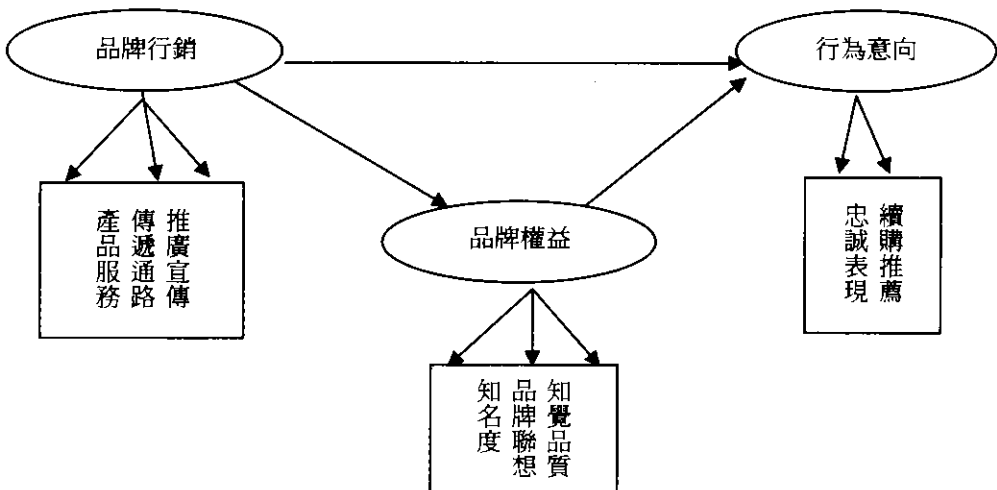 品牌行銷
行為意向
推廣宣傳
傳遞通路
產品服務
品牌權益
續購推薦
忠誠表現
知覺品質
品牌聯想
知名度